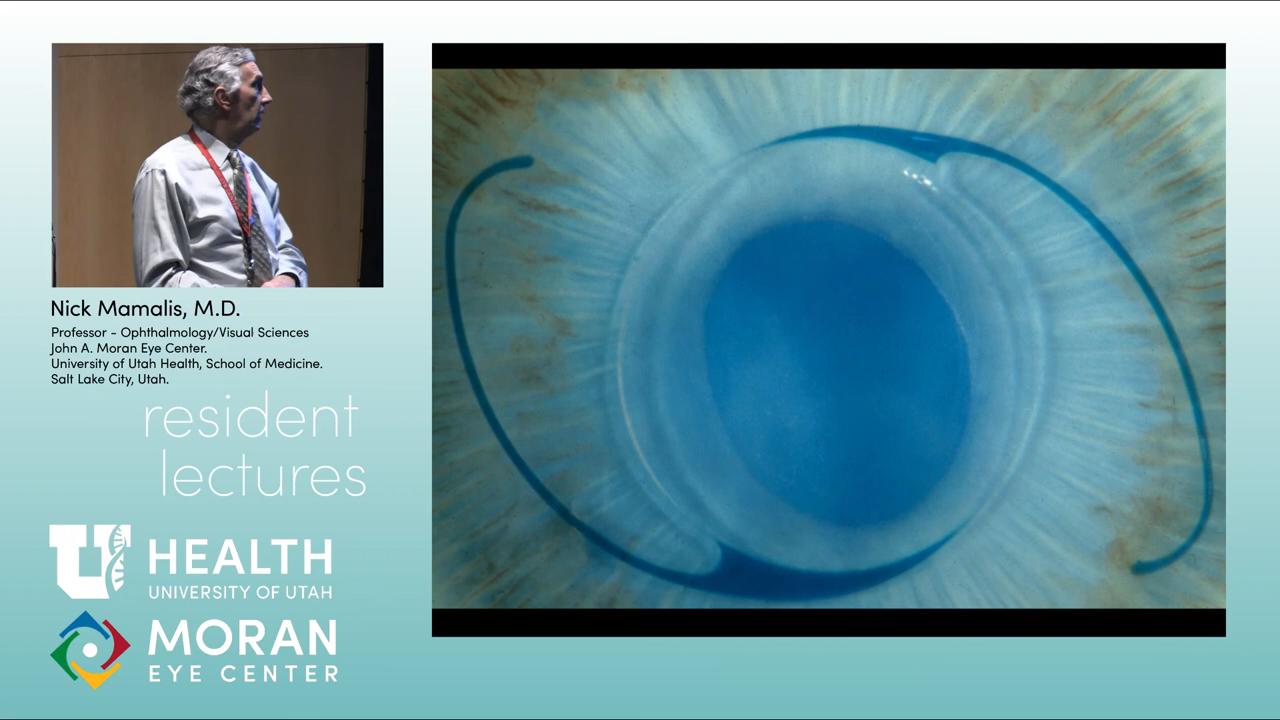 Nick Mamalis, M.D.
Professor - Ophthalmology/Visual Sciences
John A. Moran Eye Center.
University of Utah Health, School of Medicine.
Salt Lake City, Utah.
resident
lectures
U HEALTH
UNIVERSITY OF UTAH
MORAN
EYE CENTER